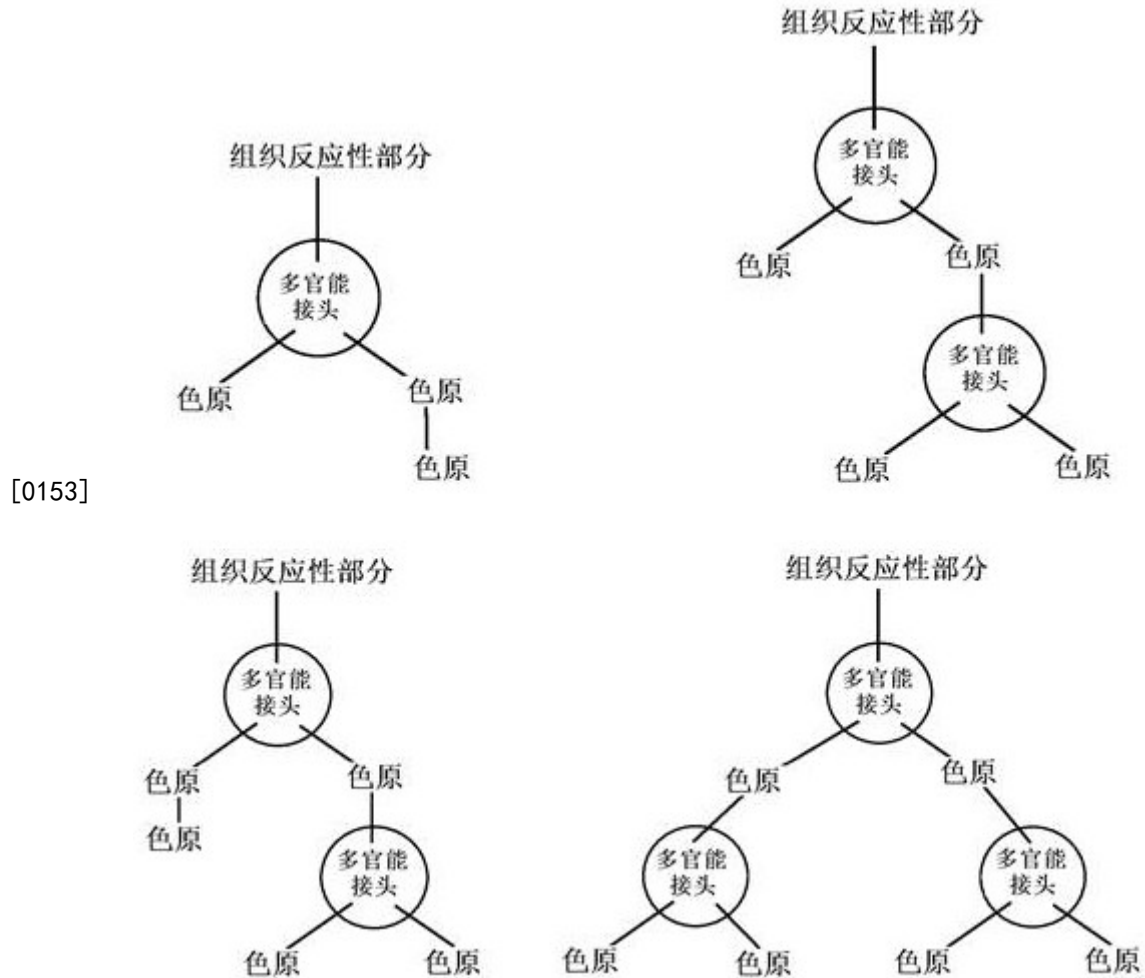 组织反应性部分
多官能
接头
色原
色原
色原
组织反应性部分
多官能
接头
色原
色原
多官能
接头
色原
色原
[0153]
组织反应性部分
多官能
接头
色原
色原
色原
多官能
接头
色原
色原
组织反应性部分
多官能
接头
色原
色原
多官能
接头
多官能
接头
色原
色原
色原
色原